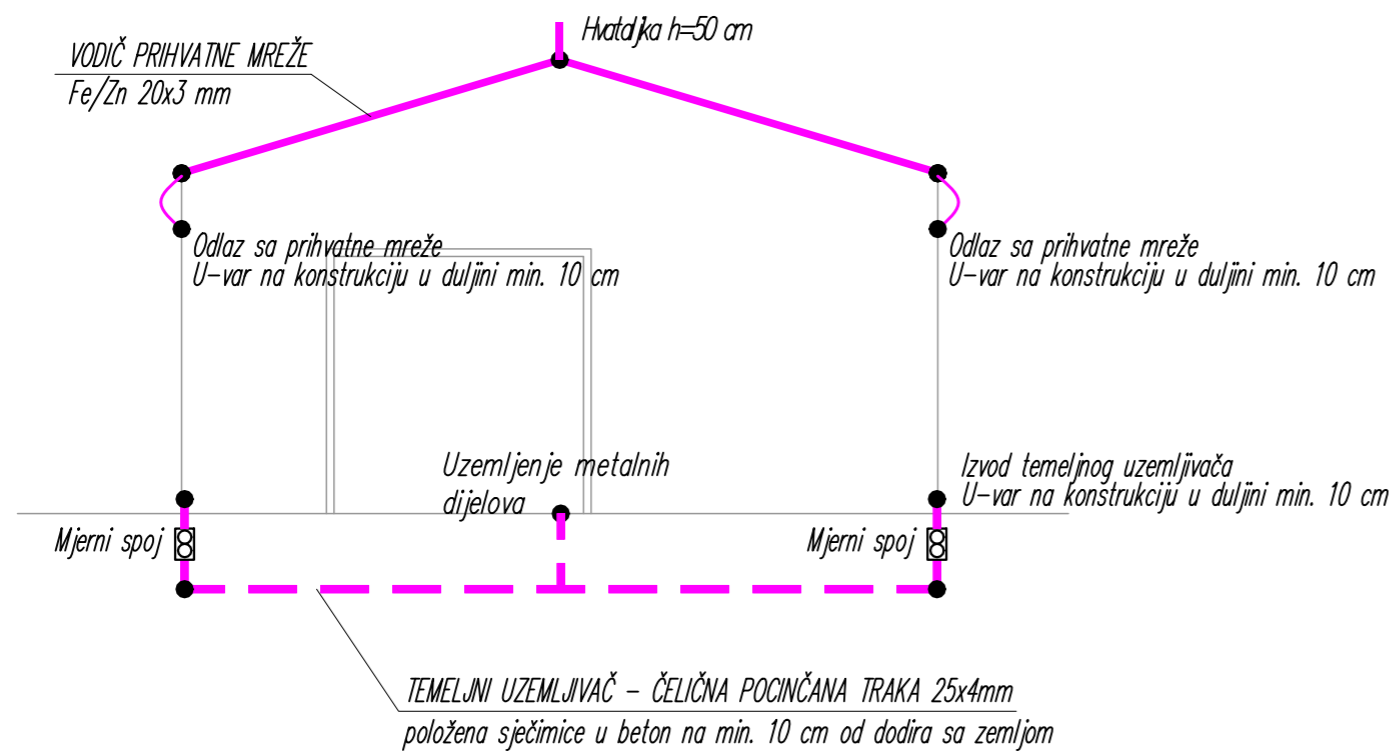 Hvataljka h=50 cm
VODIČ PRIHVATNE MREŽE
Fe/Zn 20x3 mm
Odlaz sa prihvatne mreže
U-var na konstrukciju u duljini min. 10 cm
Odlaz sa prihvatne mreže
U-var na konstrukciju u duljini min. 10 cm
Uzemljenje metalnih
dijelova
Izvod temeljnog uzemljivača
U-var na konstrukciju u duljini min. 10 cm
Mjerni spoj
Mjerni spoj
TEMELJNI UZEMLJIVAČ - ČELIČNA POCINČANA TRAKA 25x4mm
položena sječimice u beton na min. 10 cm od dodira sa zemljom